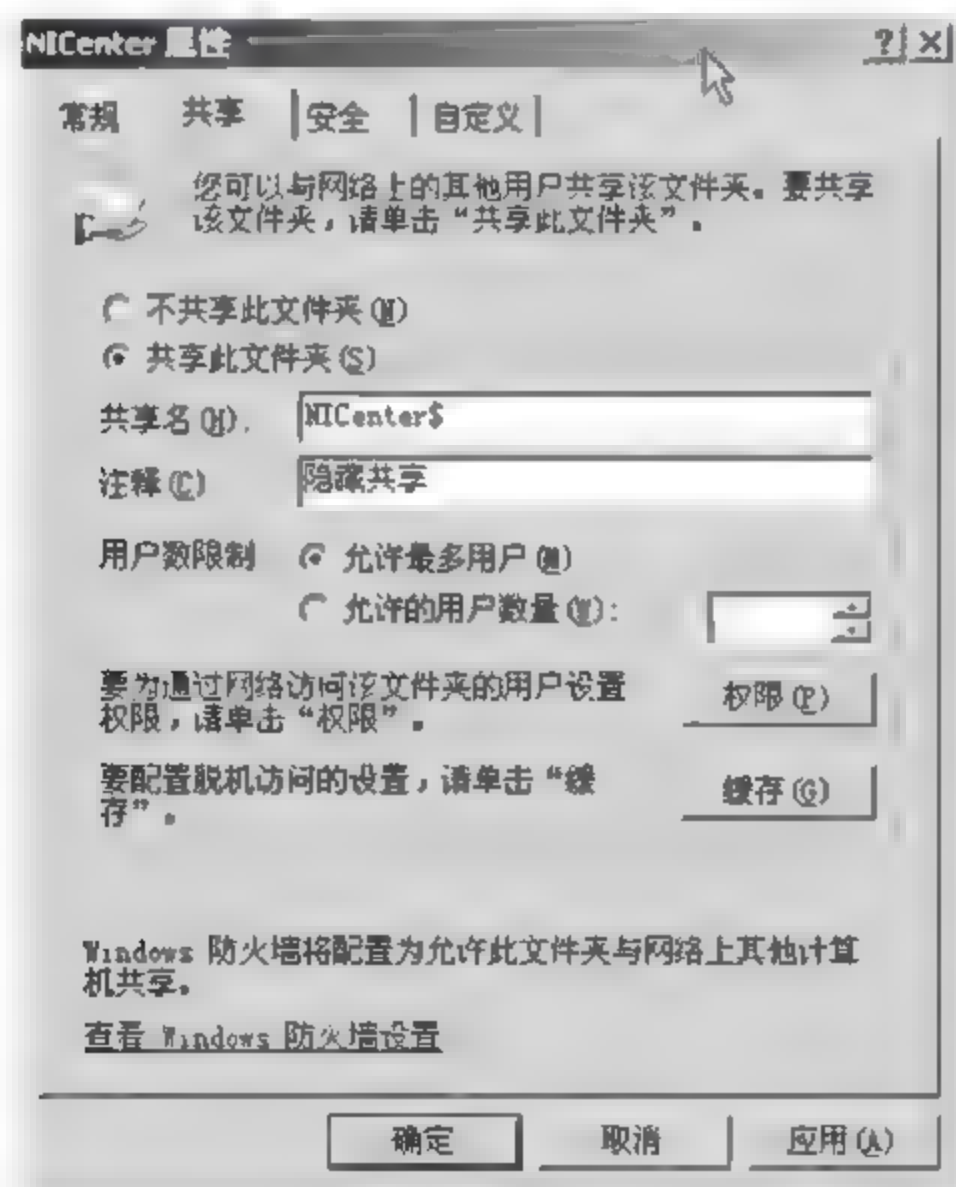 NICenter 属性
常规 共享 安全 自定义
您可以与网络上的其他用户共享该文件夹。要共享
该文件夹，请单击“共享此文件夹”。
不共享此文件夹(N)
共享此文件夹(S)
共享名(H):
NICenter$
注释(C)
隐藏共享
用户数限制
允许最多用户(M)
允许的用户数量(W):
要为通过网络访问该文件夹的用户设置
权限，请单击“权限”。
权限(P)
要配置脱机访问的设置，请单击“缓
存”。
缓存(G)
Windows 防火墙将配置为允许此文件夹与网络上其他计算
机共享。
查看 Windows 防火墙设置
确定 取消 应用(A)